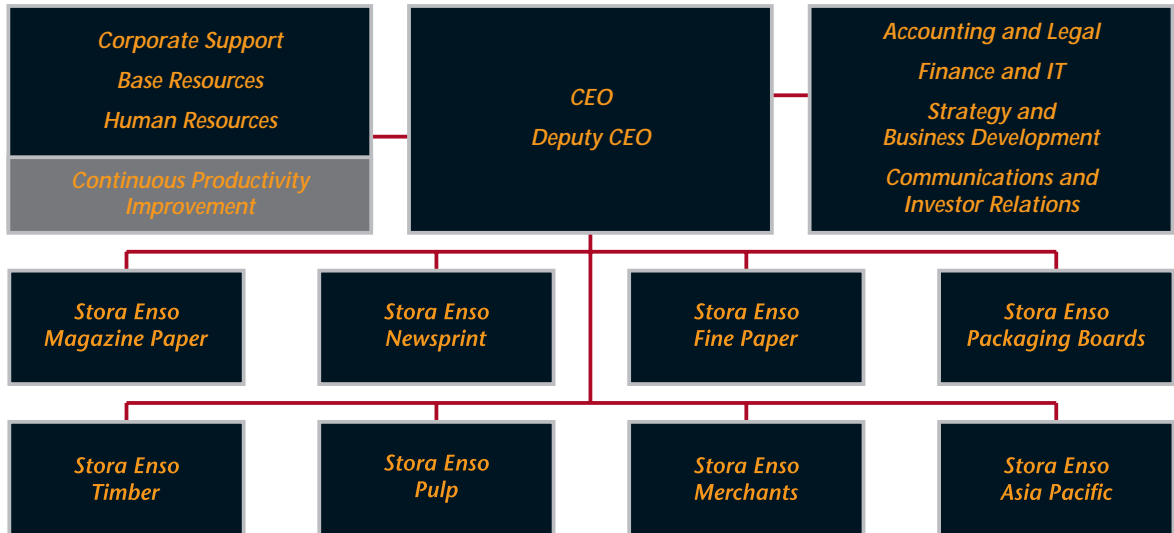 Corporate Support
Base Resources
Human Resources
Continuous Productivity
Improvement
CEO
Deputy CEO
Accounting and Legal
Finance and IT
Strategy and
Business Development
Communications and
Investor Relations
Stora Enso
Magazine Paper
Stora Enso
Newsprint
Stora Enso
Fine Paper
Stora Enso
Packaging Boards
Stora Enso
Timber
Stora Enso
Pulp
Stora Enso
Merchants
Stora Enso
Asia Pacific